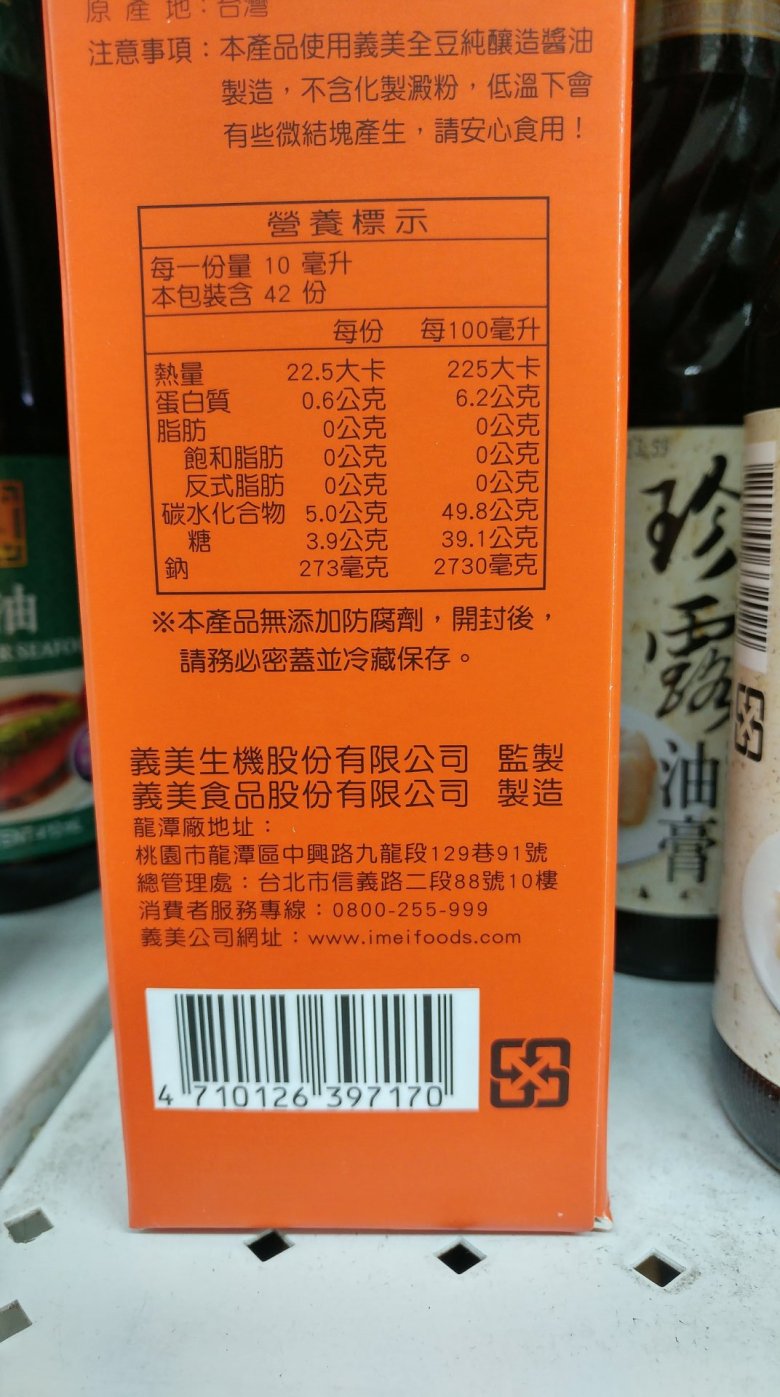 原產地：台灣
注意事項：本產品使用義美全豆純釀造醬油
製造，不含化製澱粉，低溫下會
有些微結塊產生，請安心食用！
營養標示
每一份量 10 毫升
本包裝含 42 份
每份 每100毫升
熱量 22.5大卡 225大卡
蛋白質 0.6公克 6.2公克
脂肪 0公克 0公克
飽和脂肪 0公克 0公克
反式脂肪 0公克 0公克
碳水化合物 5.0公克 49.8公克
糖 3.9公克 39.1公克
鈉 273毫克 2730毫克
※本產品無添加防腐劑，開封後，
請務必密蓋並冷藏保存。
義美生機股份有限公司 監製
義美食品股份有限公司 製造
龍潭廠地址：
桃園市龍潭區中興路九龍段129巷91號
總管理處：台北市信義路二段88號10樓
消費者服務專線：0800-255-999
義美公司網址：www.imeifoods.com
4 710126 397170
珍露
油膏
油